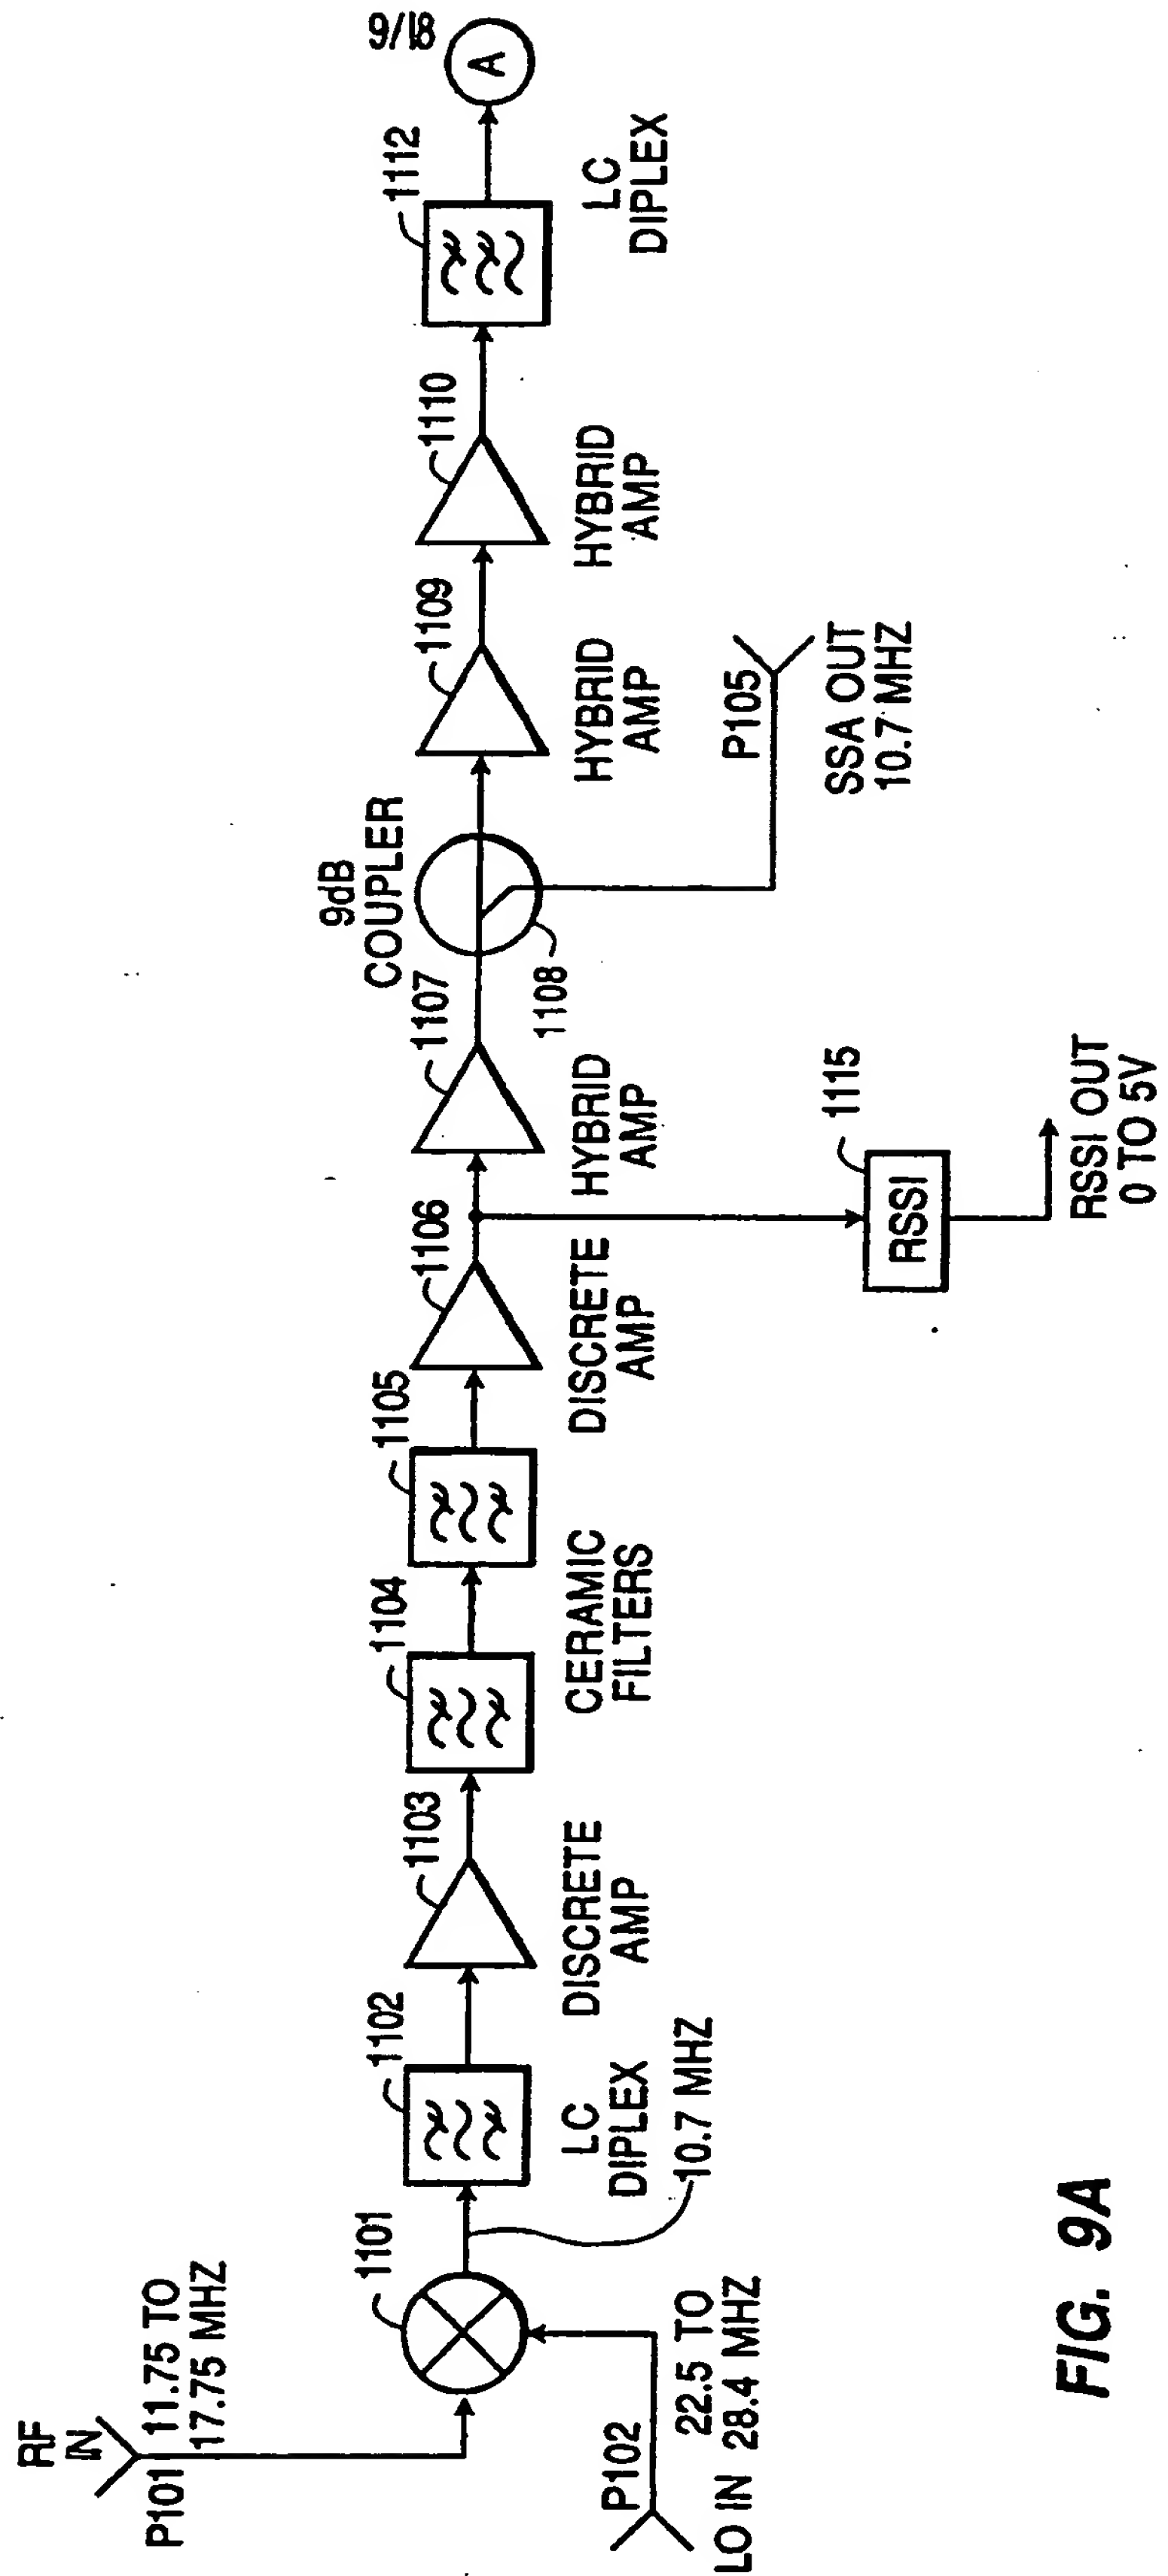 RF
IN
P101
11.75 TO
17.75 MHZ
1101
P102
LO IN
22.5 TO
28.4 MHZ
10.7 MHZ
1102
LC
DIPLEX
1103
DISCRETE
AMP
1104
1105
CERAMIC
FILTERS
1106
DISCRETE
AMP
1115
RSSI
RSSI OUT
0 TO 5V
1107
HYBRID
AMP
9dB
COUPLER
1108
P105
SSA OUT
10.7 MHZ
1109
HYBRID
AMP
1110
HYBRID
AMP
1112
LC
DIPLEX
A
9/18
FIG. 9A